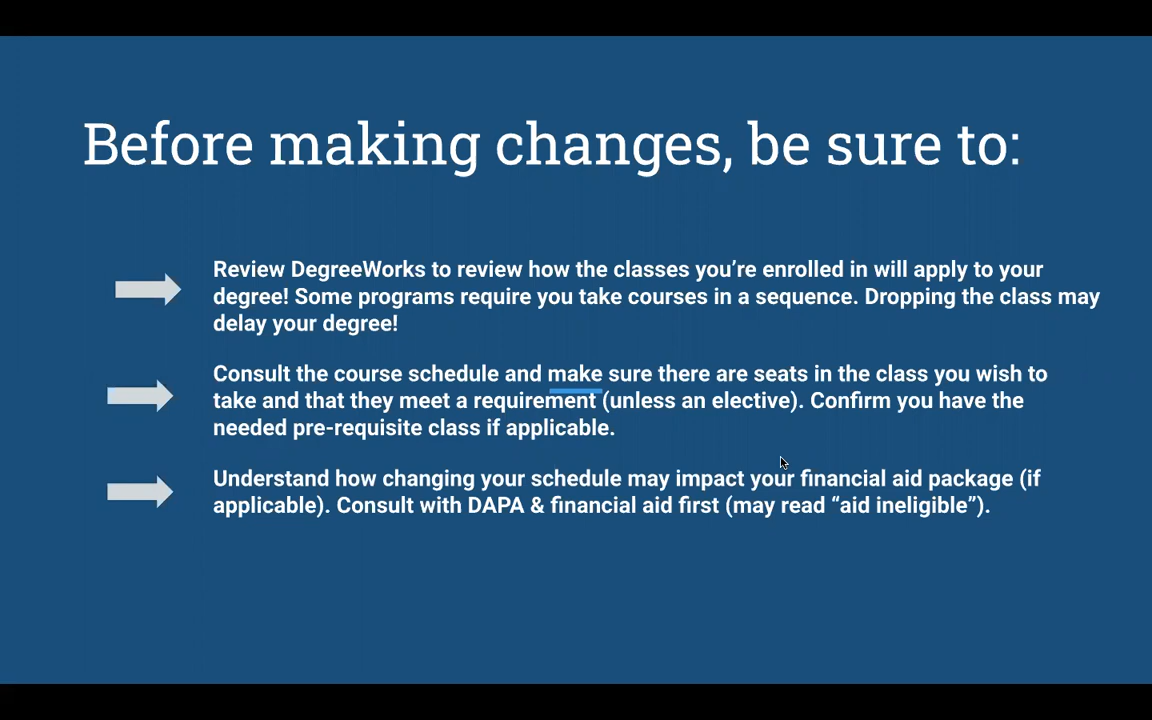 Before making changes, be sure to:
Review DegreeWorks to review how the classes you’re enrolled in will apply to your
degree! Some programs require you take courses in a sequence. Dropping the class may
delay your degree!
Consult the course schedule and make sure there are seats in the class you wish to
take and that they meet a requirement (unless an elective). Confirm you have the
needed pre-requisite class if applicable.
Understand how changing your schedule may impact your financial aid package (if
applicable). Consult with DAPA & financial aid first (may read “aid ineligible”).